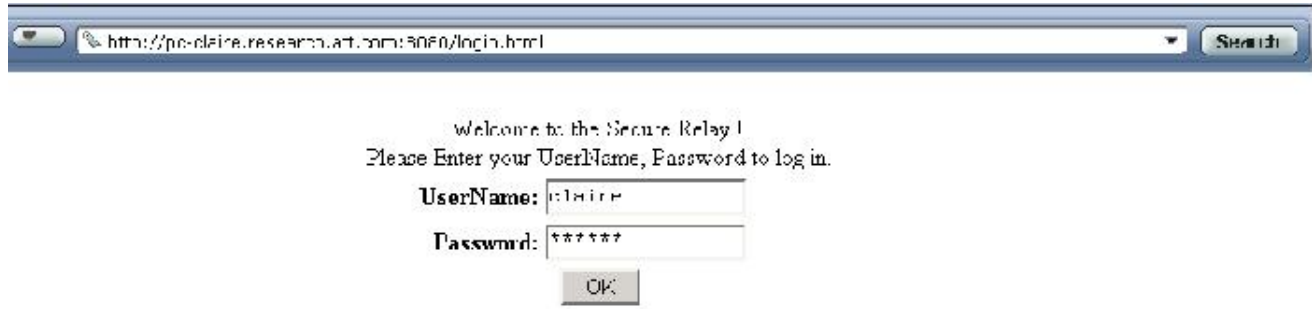 http://pc-claire.research.att.com:8080/login.html
Search
Welcome to the Secure Relay !
Please Enter your UserName, Password to log in.
UserName: claire
Password: ******
OK